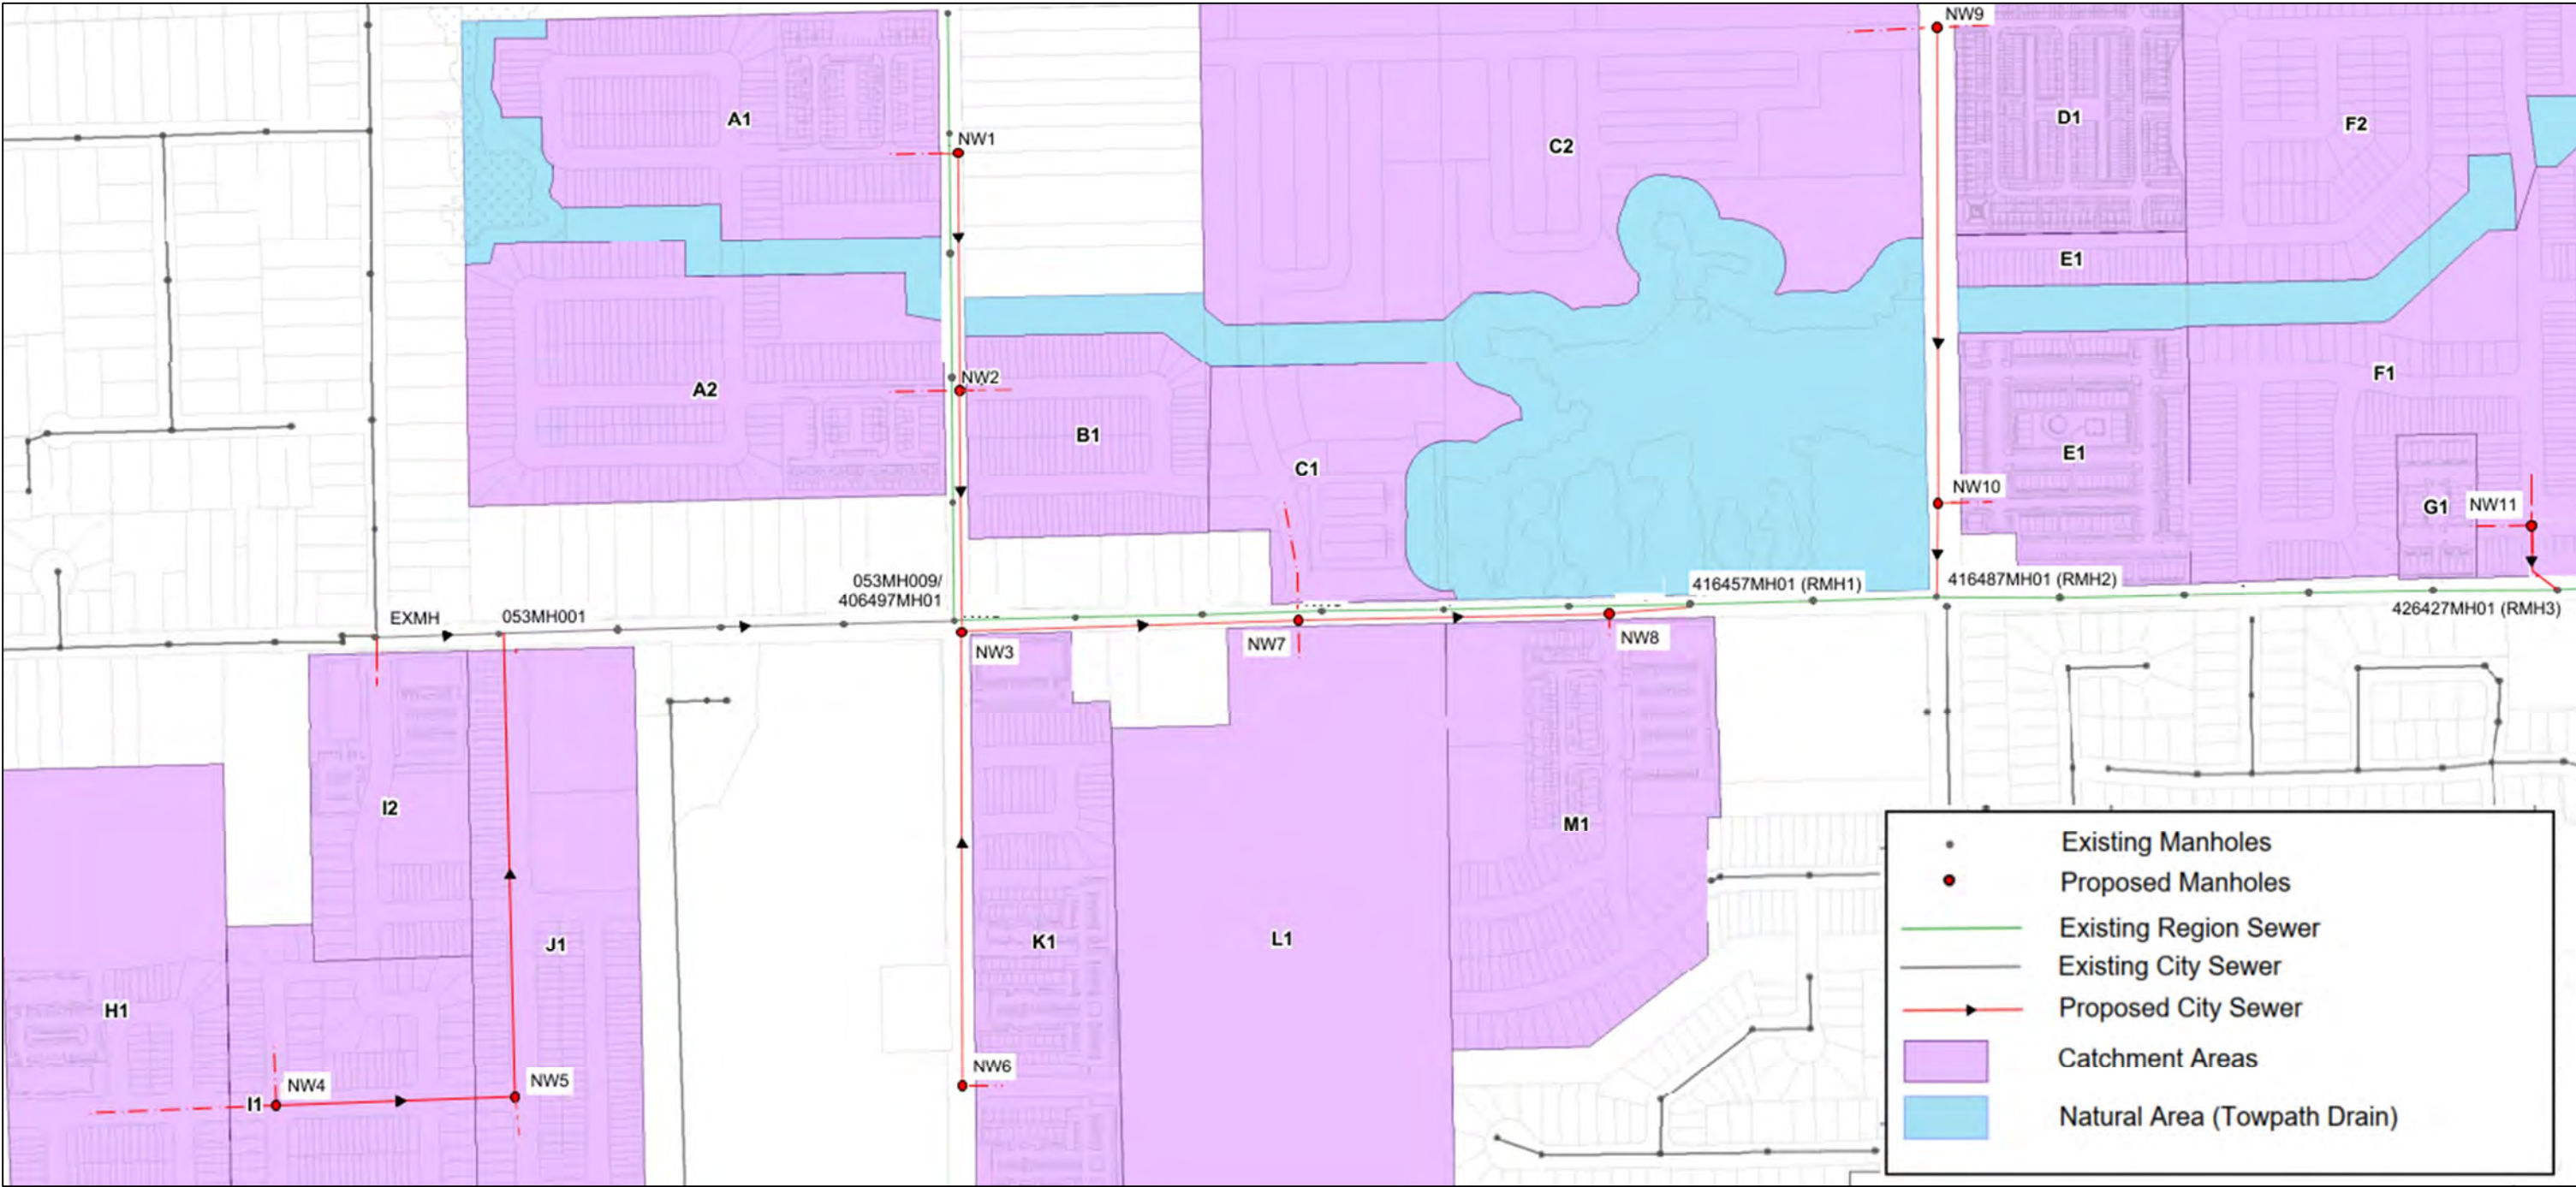 NW9
A1
D1
F2
NW1
C2
E1
F1
NW2
A2
B1
E1
C1
NW10
G1
NW11
053MH009/
406497MH01
416457MH01 (RMH1)
416487MH01 (RMH2)
426427MH01 (RMH3)
EXMH
053MH001
NW3
NW7
NW8
I2
M1
J1
K1
L1
H1
NW6
NW4
NW5
I1
Existing Manholes
Proposed Manholes
Existing Region Sewer
Existing City Sewer
Proposed City Sewer
Catchment Areas
Natural Area (Towpath Drain)